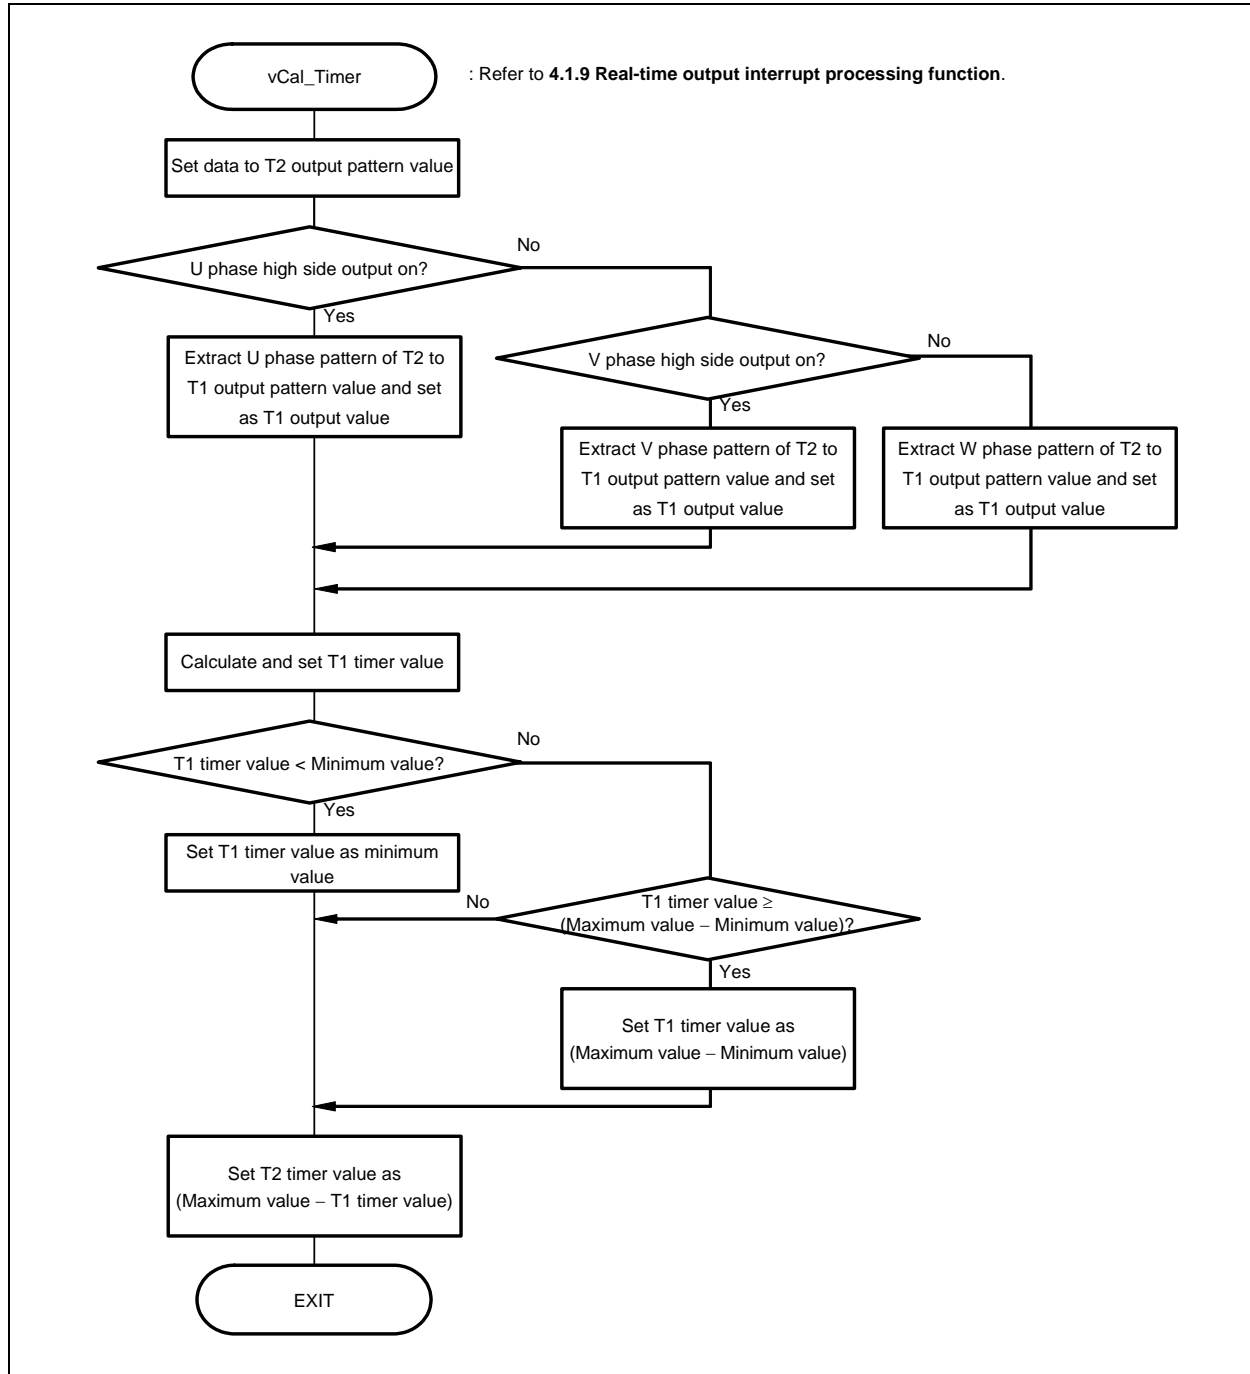 vCal_Timer
: Refer to 4.1.9 Real-time output interrupt processing function.
Set data to T2 output pattern value
U phase high side output on?
No
Yes
Extract U phase pattern of T2 to
T1 output pattern value and set
as T1 output value
V phase high side output on?
No
Yes
Extract V phase pattern of T2 to
T1 output pattern value and set
as T1 output value
Extract W phase pattern of T2 to
T1 output pattern value and set
as T1 output value
Calculate and set T1 timer value
T1 timer value < Minimum value?
No
Yes
Set T1 timer value as minimum
value
T1 timer value ≥
(Maximum value − Minimum value)?
No
Yes
Set T1 timer value as
(Maximum value − Minimum value)
Set T2 timer value as
(Maximum value − T1 timer value)
EXIT